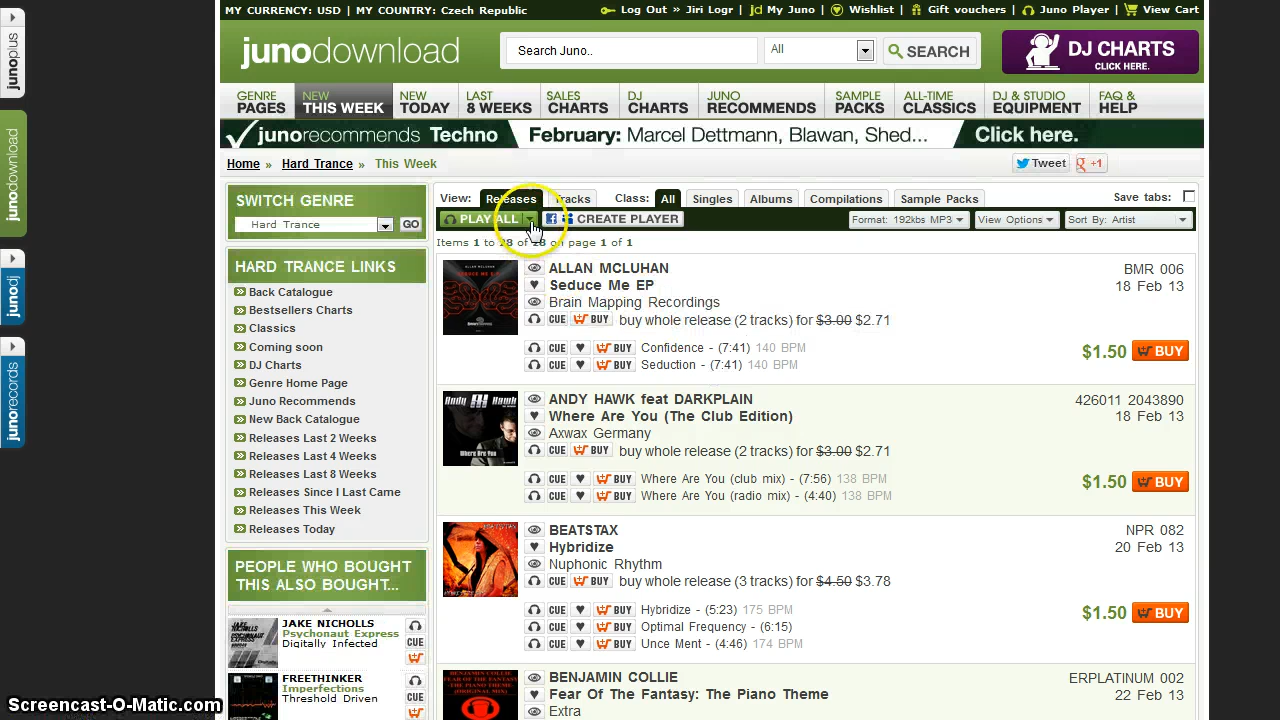 MY CURRENCY: USD | MY COUNTRY: Czech Republic
Log Out » Jiri Logr | jd My Juno | Wishlist | Gift vouchers | Juno Player | View Cart
junoplus
junodownload
junodj
junorecords
junodownload
Search Juno..
All
SEARCH
DJ CHARTS
CLICK HERE.
GENRE PAGES
NEW THIS WEEK
NEW TODAY
LAST 8 WEEKS
SALES CHARTS
DJ CHARTS
JUNO RECOMMENDS
SAMPLE PACKS
ALL-TIME CLASSICS
DJ & STUDIO EQUIPMENT
FAQ & HELP
junorecommends Techno
February: Marcel Dettmann, Blawan, Shed...
Click here.
Home » Hard Trance » This Week
Tweet
g +1
SWITCH GENRE
Hard Trance
GO
HARD TRANCE LINKS
Back Catalogue
Bestsellers Charts
Classics
Coming soon
DJ Charts
Genre Home Page
Juno Recommends
New Back Catalogue
Releases Last 2 Weeks
Releases Last 4 Weeks
Releases Last 8 Weeks
Releases Since I Last Came
Releases This Week
Releases Today
PEOPLE WHO BOUGHT
THIS ALSO BOUGHT...
JAKE NICHOLLS
Psychonaut Express
Digitally Infected
CUE
FREETHINKER
Imperfections
Threshold Driven
CUE
View: Releases Tracks Class: All Singles Albums Compilations Sample Packs
Save tabs:
PLAY ALL
CREATE PLAYER
Format: 192kbs MP3
View Options
Sort By: Artist
Items 1 to 28 of 28 on page 1 of 1
ALLAN MCLUHAN
Seduce Me EP
Brain Mapping Recordings
CUE BUY buy whole release (2 tracks) for $3.00 $2.71
BMR 006
18 Feb 13
CUE BUY Confidence - (7:41) 140 BPM
CUE BUY Seduction - (7:41) 140 BPM
$1.50 BUY
Andy Hawk
Where Are You
ANDY HAWK feat DARKPLAIN
Where Are You (The Club Edition)
Axwax Germany
CUE BUY buy whole release (2 tracks) for $3.00 $2.71
426011 2043890
18 Feb 13
CUE BUY Where Are You (club mix) - (7:56) 138 BPM
CUE BUY Where Are You (radio mix) - (4:40) 138 BPM
$1.50 BUY
BEATSTAX
Hybridize
Nuphonic Rhythm
CUE BUY buy whole release (3 tracks) for $4.50 $3.78
NPR 082
20 Feb 13
CUE BUY Hybridize - (5:23) 175 BPM
CUE BUY Optimal Frequency - (6:15)
CUE BUY Unce Ment - (4:46) 174 BPM
$1.50 BUY
BENJAMIN COLLIE
FEAR OF THE FANTASY:
THE PIANO THEME
BENJAMIN COLLIE
Fear Of The Fantasy: The Piano Theme
Extra
ERPLATINUM 002
22 Feb 13
Screencast-O-Matic.com